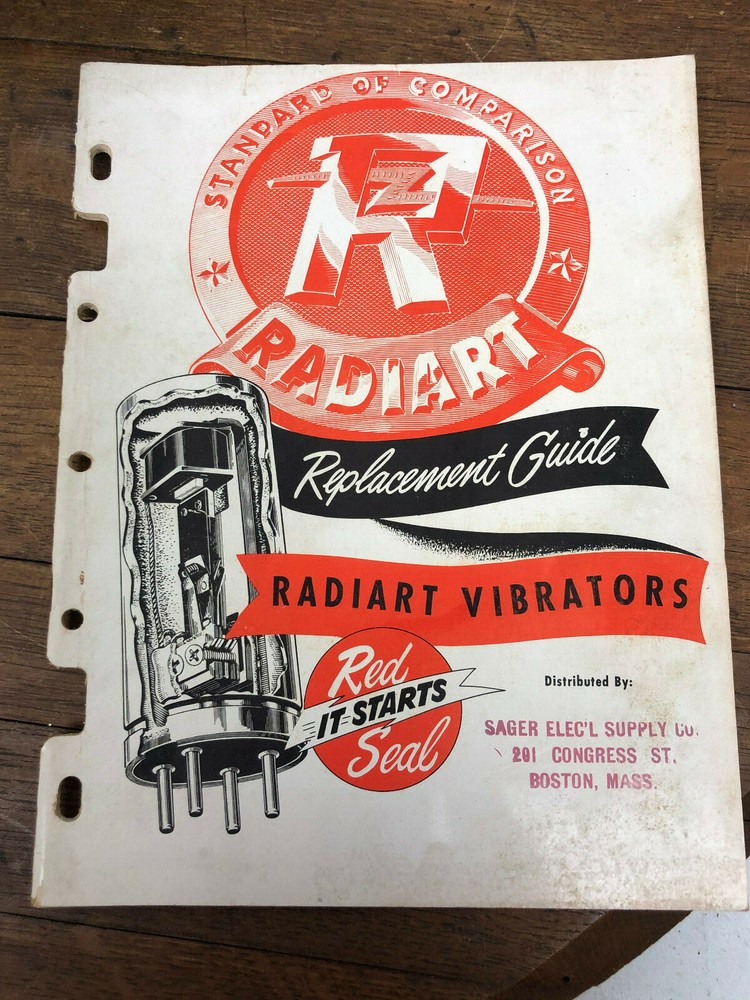 STANDARD OF COMPARISON
R
RADIART
Replacement Guide
RADIART VIBRATORS
Red
IT STARTS
Seal
Distributed By:
SAGER ELEC'L SUPPLY CO.
201 CONGRESS ST.
BOSTON, MASS.